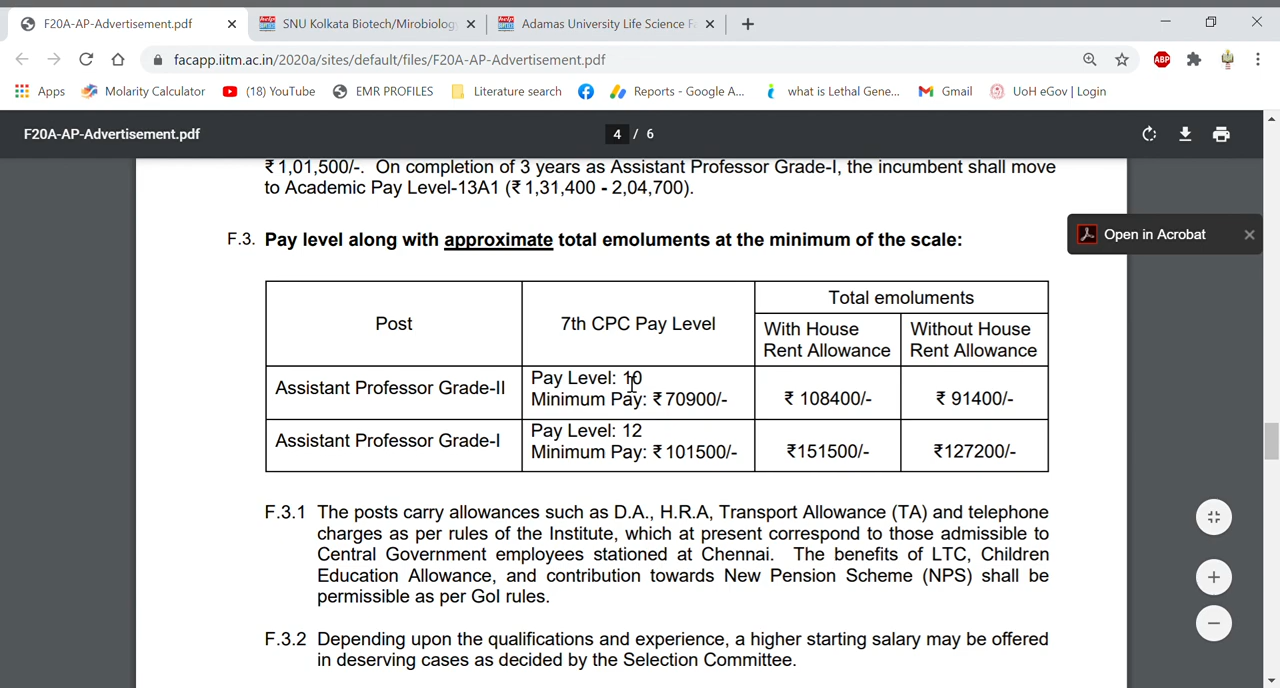 F20A-AP-Advertisement.pdf
SNU Kolkata Biotech/Mirobiology
Adamas University Life Science F
facapp.iitm.ac.in/2020a/sites/default/files/F20A-AP-Advertisement.pdf
ABP
Apps
Molarity Calculator
(18) YouTube
EMR PROFILES
Literature search
Reports - Google A...
what is Lethal Gene...
Gmail
UoH eGov | Login
F20A-AP-Advertisement.pdf
4 / 6
₹ 1,01,500/-. On completion of 3 years as Assistant Professor Grade-I, the incumbent shall move
to Academic Pay Level-13A1 (₹ 1,31,400 - 2,04,700).
Open in Acrobat
F.3. Pay level along with approximate total emoluments at the minimum of the scale:
Post
7th CPC Pay Level
Total emoluments
With House
Rent Allowance
Without House
Rent Allowance
Assistant Professor Grade-II
Pay Level: 10
Minimum Pay: ₹ 70900/-
₹ 108400/-
₹ 91400/-
Assistant Professor Grade-I
Pay Level: 12
Minimum Pay: ₹ 101500/-
₹151500/-
₹127200/-
F.3.1 The posts carry allowances such as D.A., H.R.A, Transport Allowance (TA) and telephone
charges as per rules of the Institute, which at present correspond to those admissible to
Central Government employees stationed at Chennai. The benefits of LTC, Children
Education Allowance, and contribution towards New Pension Scheme (NPS) shall be
permissible as per GoI rules.
F.3.2 Depending upon the qualifications and experience, a higher starting salary may be offered
in deserving cases as decided by the Selection Committee.